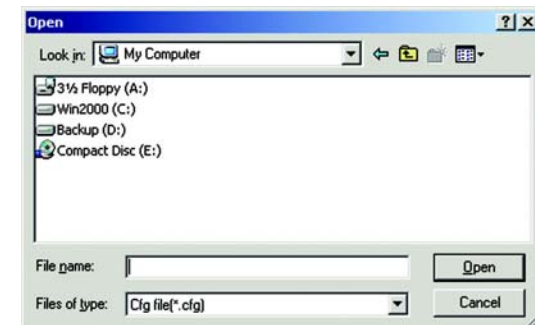 Open
Look in: My Computer
3½ Floppy (A:)
Win2000 (C:)
Backup (D:)
Compact Disc (E:)
File name: Open
Files of type: Cfg file(*.cfg) Cancel